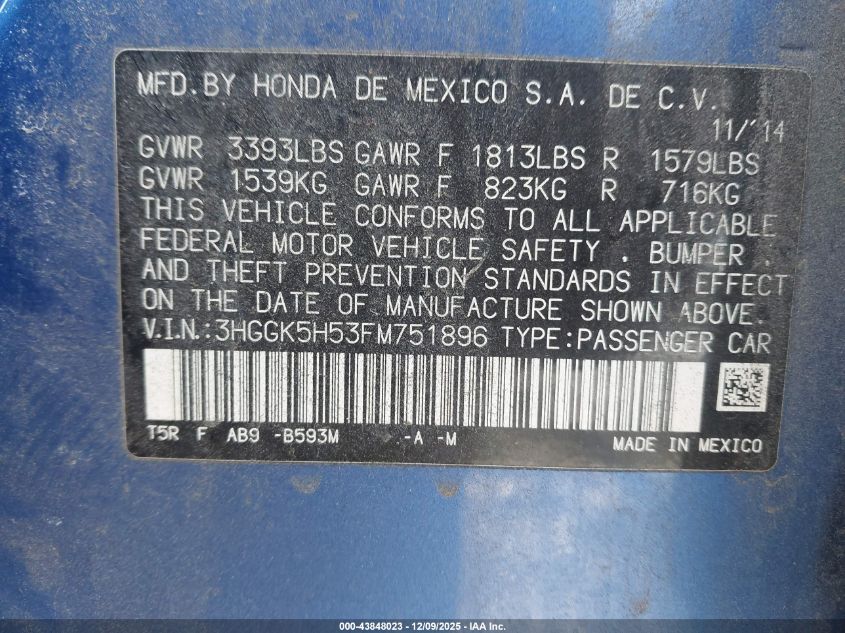 MFD.BY HONDA DE MEXICO S.A. DE C.V.
11/'14
GVWR 3393LBS GAWR F 1813LBS R 1579LBS
GVWR 1539KG GAWR F 823KG R 716KG
THIS VEHICLE CONFORMS TO ALL APPLICABLE
FEDERAL MOTOR VEHICLE SAFETY . BUMPER .
AND THEFT PREVENTION STANDARDS IN EFFECT
ON THE DATE OF MANUFACTURE SHOWN ABOVE.
V.I.N.:3HGGK5H53FM751896 TYPE:PASSENGER CAR
T5R F AB9 -B593M -A -M
MADE IN MEXICO
000-43848023 - 12/09/2025 - IAA Inc.